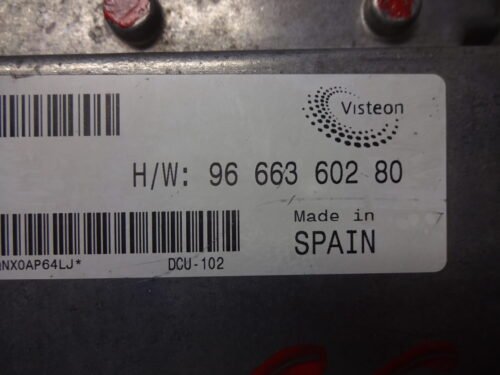 Visteon
H/W: 96 663 602 80
Made in
SPAIN
NX0AP64LJ*
DCU-102